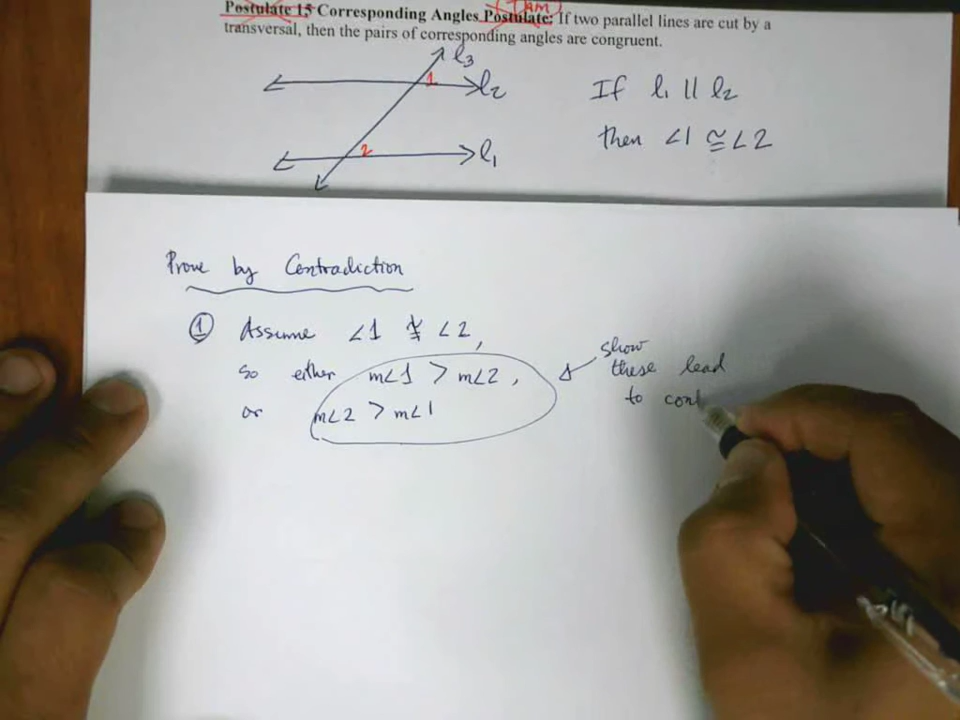 Postulate 15 Corresponding Angles Postulate: If two parallel lines are cut by a
transversal, then the pairs of corresponding angles are congruent.
l3
1
l2
2
l1
If l1 || l2
then ∠1 ≅ ∠2
Prove by Contradiction
① Assume ∠1 ≇ ∠2,
so either m∠1 > m∠2,
or m∠2 > m∠1
show
these lead
to cont